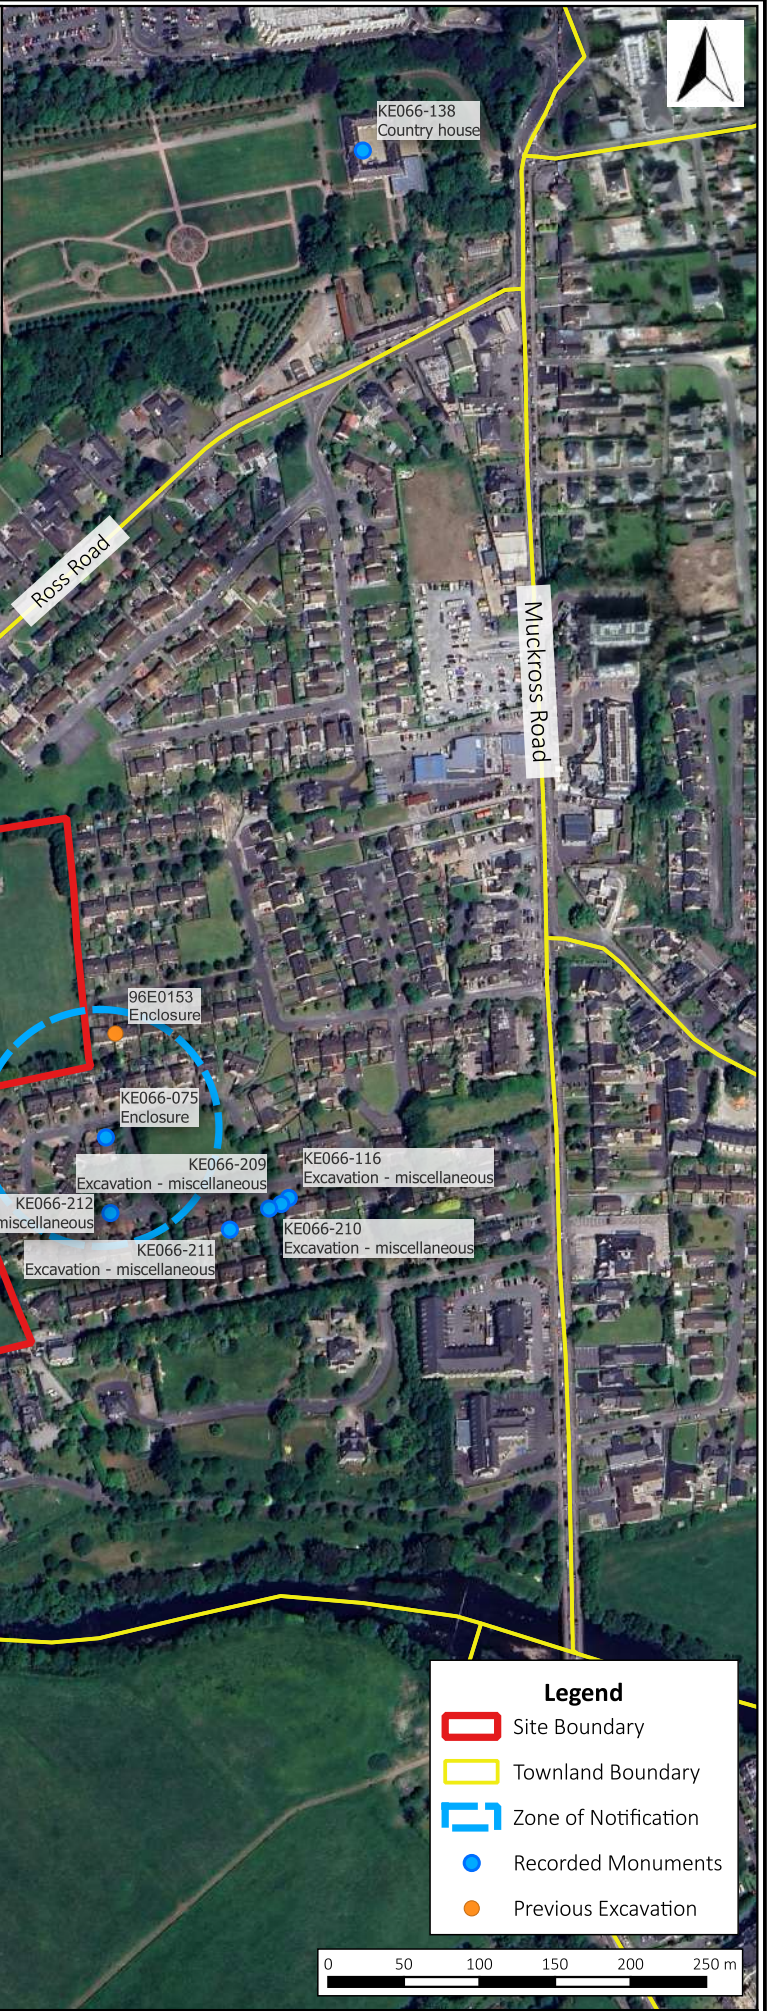 KE066-138
Country house
Ross Road
Muckross Road
96E0153
Enclosure
KE066-075
Enclosure
KE066-209
Excavation - miscellaneous
KE066-116
Excavation - miscellaneous
KE066-212
miscellaneous
KE066-210
Excavation - miscellaneous
KE066-211
Excavation - miscellaneous
Legend
Site Boundary
Townland Boundary
Zone of Notification
Recorded Monuments
Previous Excavation
0 50 100 150 200 250 m